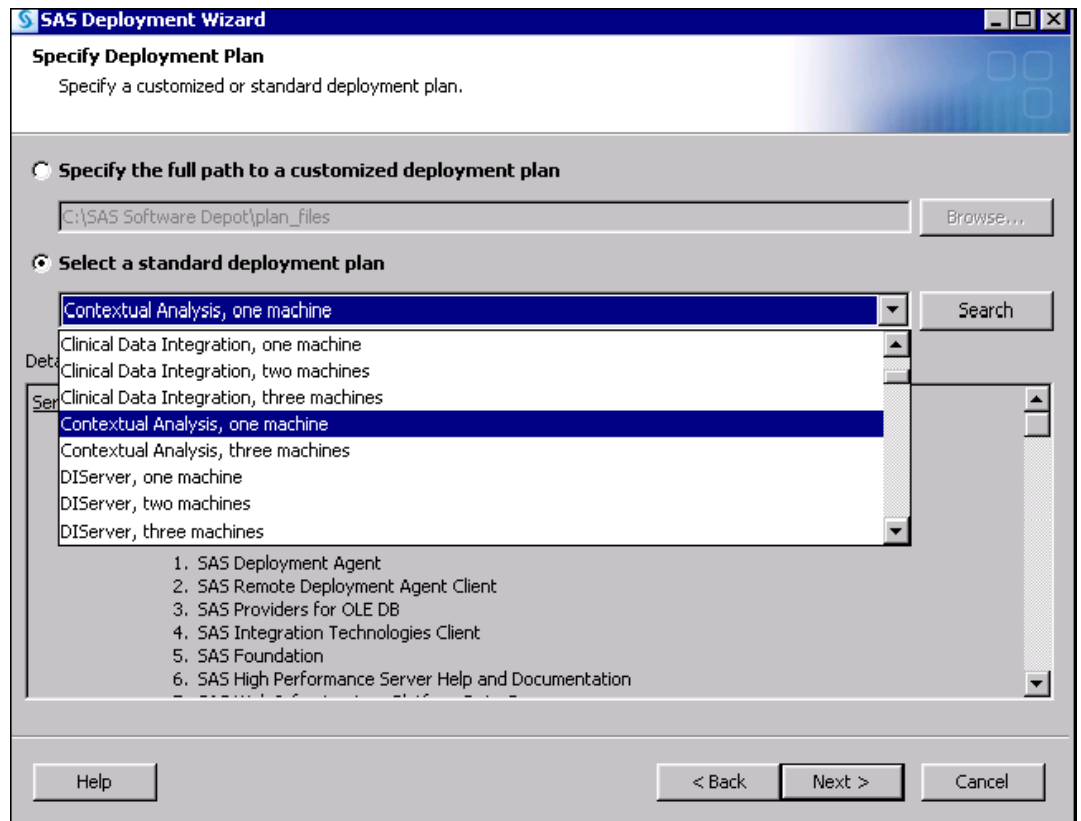 SAS Deployment Wizard
Specify Deployment Plan
Specify a customized or standard deployment plan.
Specify the full path to a customized deployment plan
C:\SAS Software Depot\plan_files
Browse...
Select a standard deployment plan
Contextual Analysis, one machine
Search
Clinical Data Integration, one machine
Clinical Data Integration, two machines
Clinical Data Integration, three machines
Contextual Analysis, one machine
Contextual Analysis, three machines
DIServer, one machine
DIServer, two machines
DIServer, three machines
1. SAS Deployment Agent
2. SAS Remote Deployment Agent Client
3. SAS Providers for OLE DB
4. SAS Integration Technologies Client
5. SAS Foundation
6. SAS High Performance Server Help and Documentation
Help
< Back
Next >
Cancel